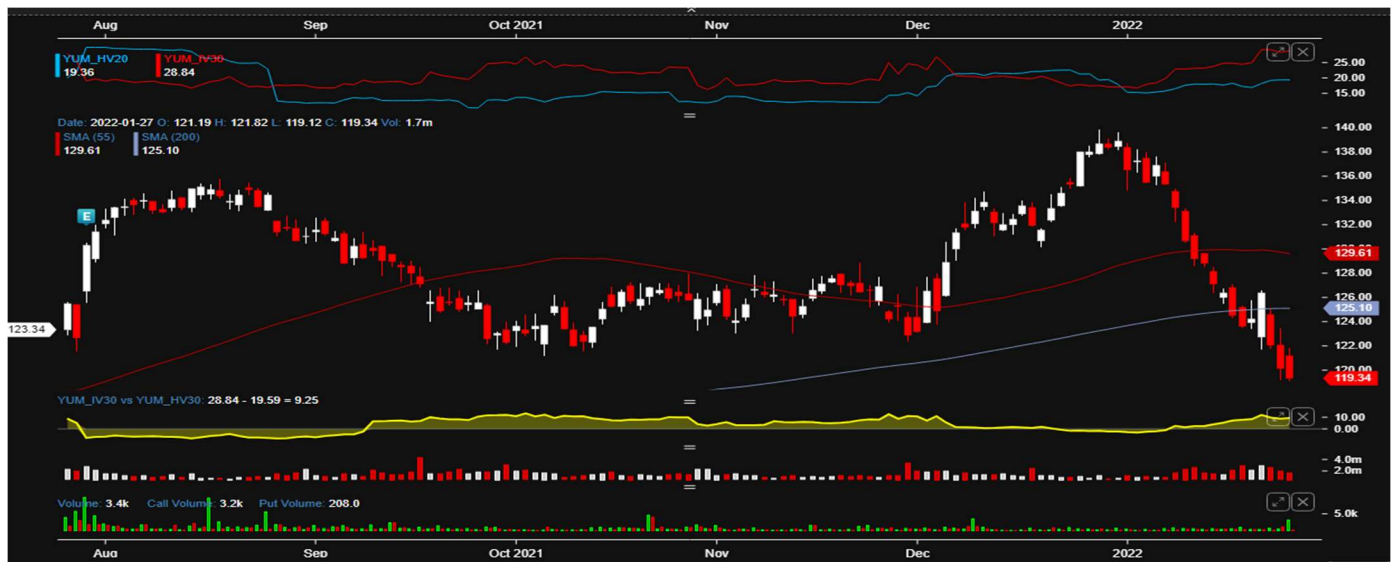 Aug Sep Oct 2021 Nov Dec 2022
YUM_HV20 YUM_IV30
19.36 28.84
25.00
20.00
15.00
Date: 2022-01-27 O: 121.19 H: 121.82 L: 119.12 C: 119.34 Vol: 1.7m
SMA (55) SMA (200)
129.61 125.10
140.00
138.00
136.00
134.00
E
132.00
129.61
128.00
126.00
125.10
124.00
123.34
122.00
120.00
119.34
YUM_IV30 vs YUM_HV30: 28.84 - 19.59 = 9.25
10.00
0.00
4.0m
2.0m
Volume: 3.4k Call Volume: 3.2k Put Volume: 208.0
5.0k
Aug Sep Oct 2021 Nov Dec 2022